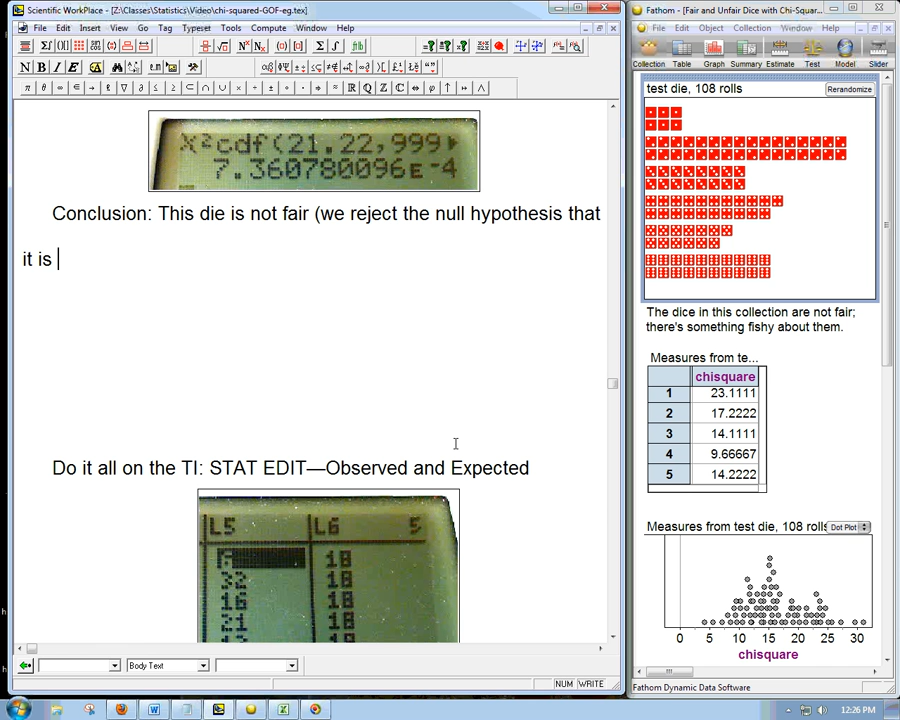 Scientific WorkPlace - [Z:\Classes\Statistics\Video\chi-squared-GOF-eg.tex]
File Edit Insert View Go Tag Typeset Tools Compute Window Help
X²cdf(21.22,999
7.360780096E-4
Conclusion: This die is not fair (we reject the null hypothesis that
it is
Do it all on the TI: STAT EDIT—Observed and Expected
L5 L6 5
18
32 18
16 18
21 18
Body Text
NUM WRITE
Fathom - [Fair and Unfair Dice with Chi-Squar...
File Edit Object Collection Window Help
Collection Table Graph Summary Estimate Test Model Slider
test die, 108 rolls
Rerandomize
The dice in this collection are not fair;
there's something fishy about them.
Measures from te...
chisquare
1 23.1111
2 17.2222
3 14.1111
4 9.66667
5 14.2222
Measures from test die, 108 rolls
Dot Plot
0 5 10 15 20 25 30
chisquare
Fathom Dynamic Data Software
12:26 PM